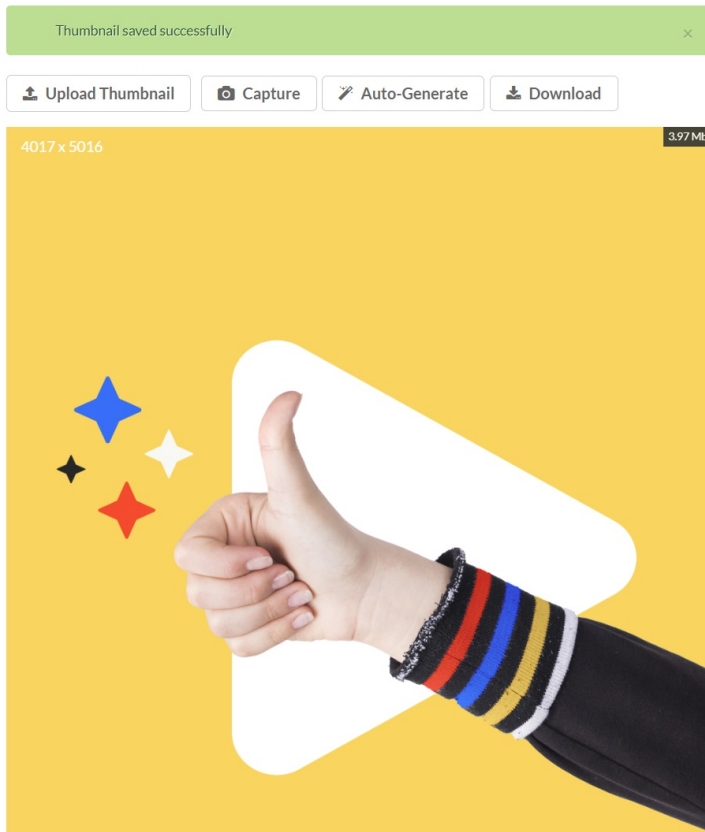 Thumbnail saved successfully ×
Upload Thumbnail Capture Auto-Generate Download
4017 x 5016 3.97 Mb